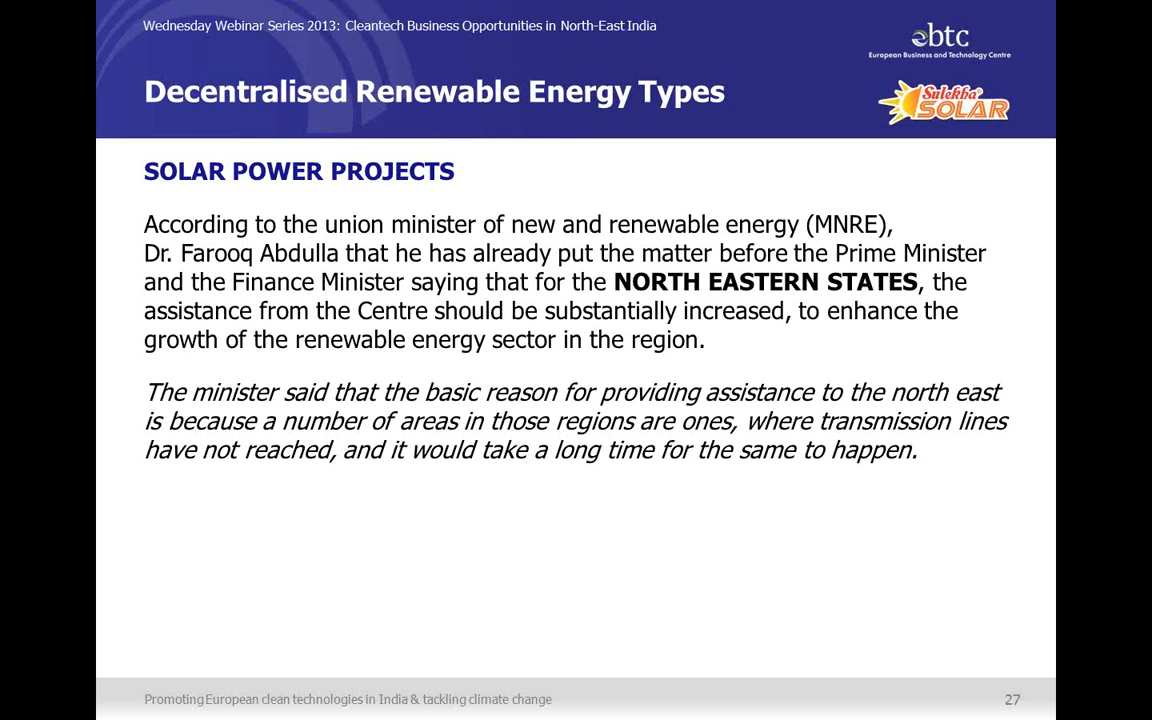 Wednesday Webinar Series 2013: Cleantech Business Opportunities in North-East India
ebtc
European Business and Technology Centre
Decentralised Renewable Energy Types
Sulekha
SOLAR
SOLAR POWER PROJECTS
According to the union minister of new and renewable energy (MNRE),
Dr. Farooq Abdulla that he has already put the matter before the Prime Minister
and the Finance Minister saying that for the NORTH EASTERN STATES, the
assistance from the Centre should be substantially increased, to enhance the
growth of the renewable energy sector in the region.
The minister said that the basic reason for providing assistance to the north east
is because a number of areas in those regions are ones, where transmission lines
have not reached, and it would take a long time for the same to happen.
Promoting European clean technologies in India & tackling climate change
27